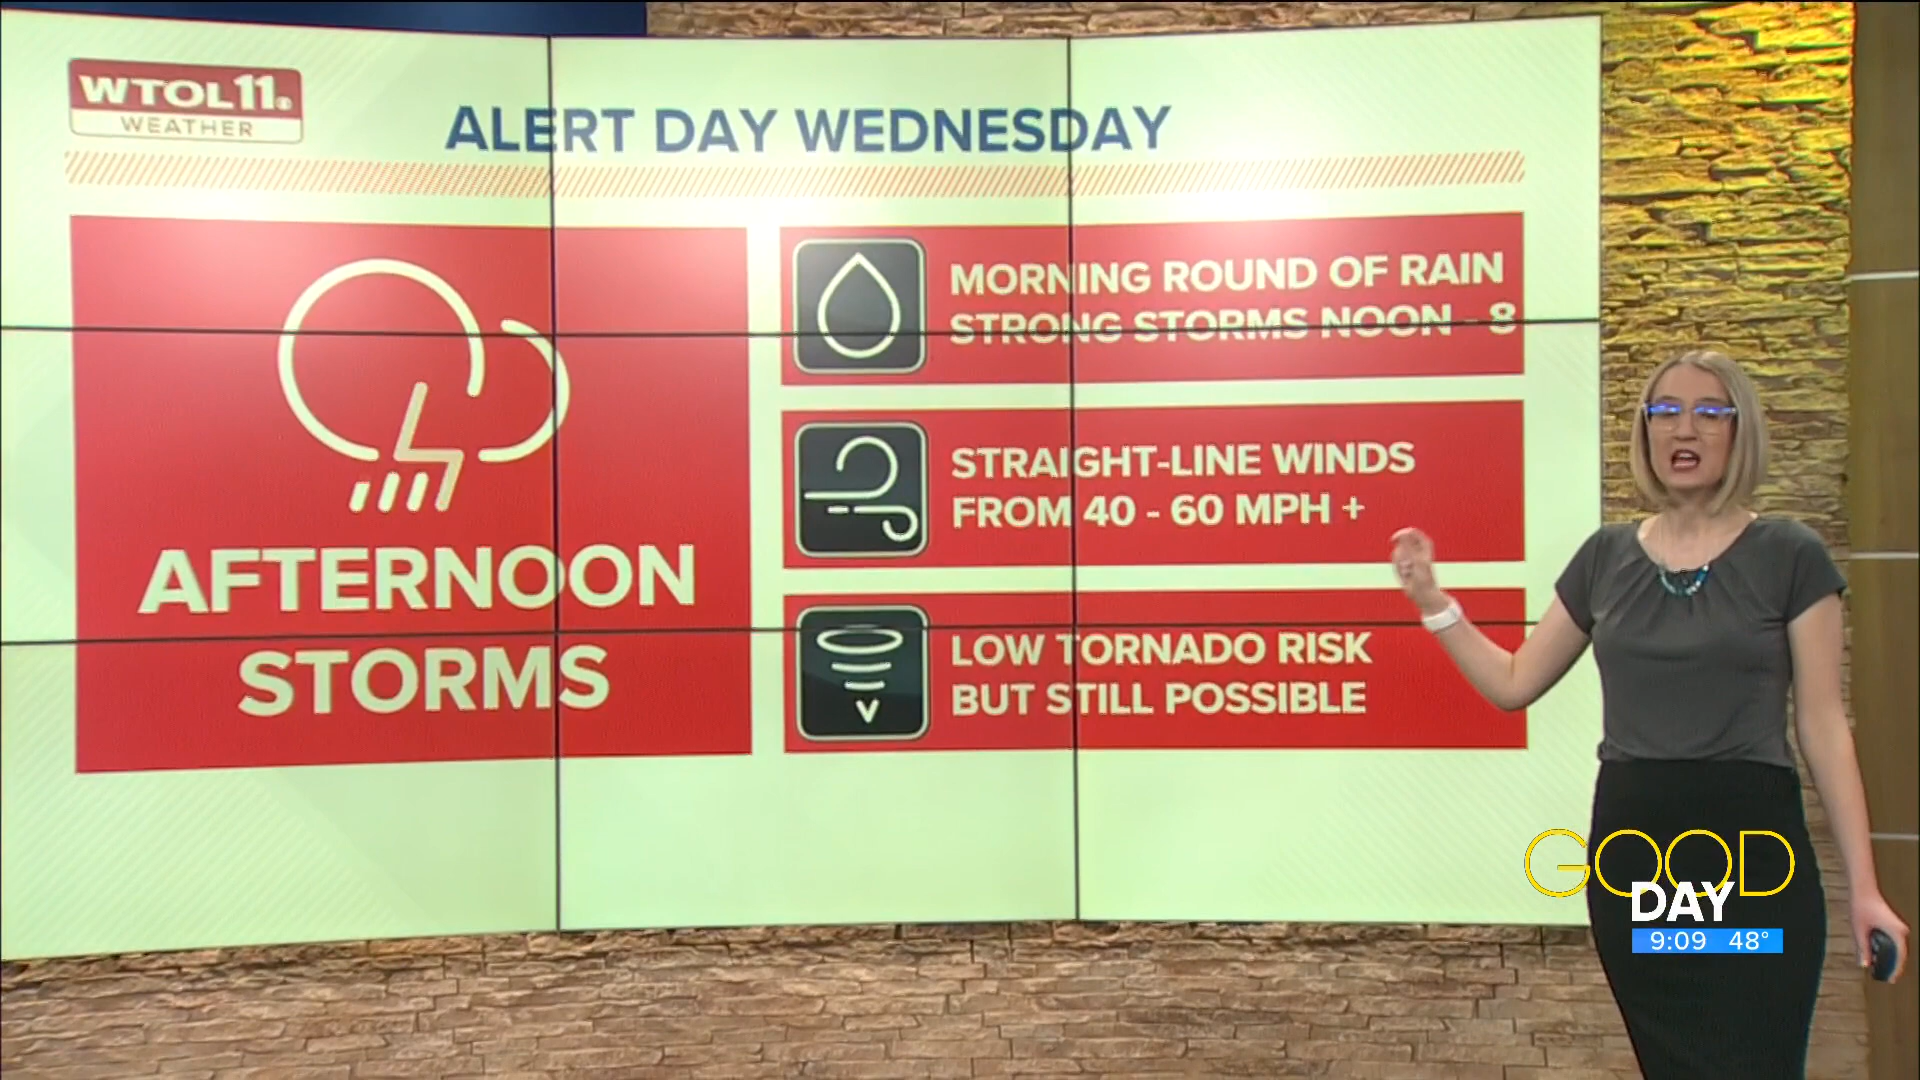 WTOL11
WEATHER
ALERT DAY WEDNESDAY
AFTERNOON
STORMS
MORNING ROUND OF RAIN
STRONG STORMS NOON - 8
STRAIGHT-LINE WINDS
FROM 40 - 60 MPH +
LOW TORNADO RISK
BUT STILL POSSIBLE
GOOD
DAY
9:09 48°